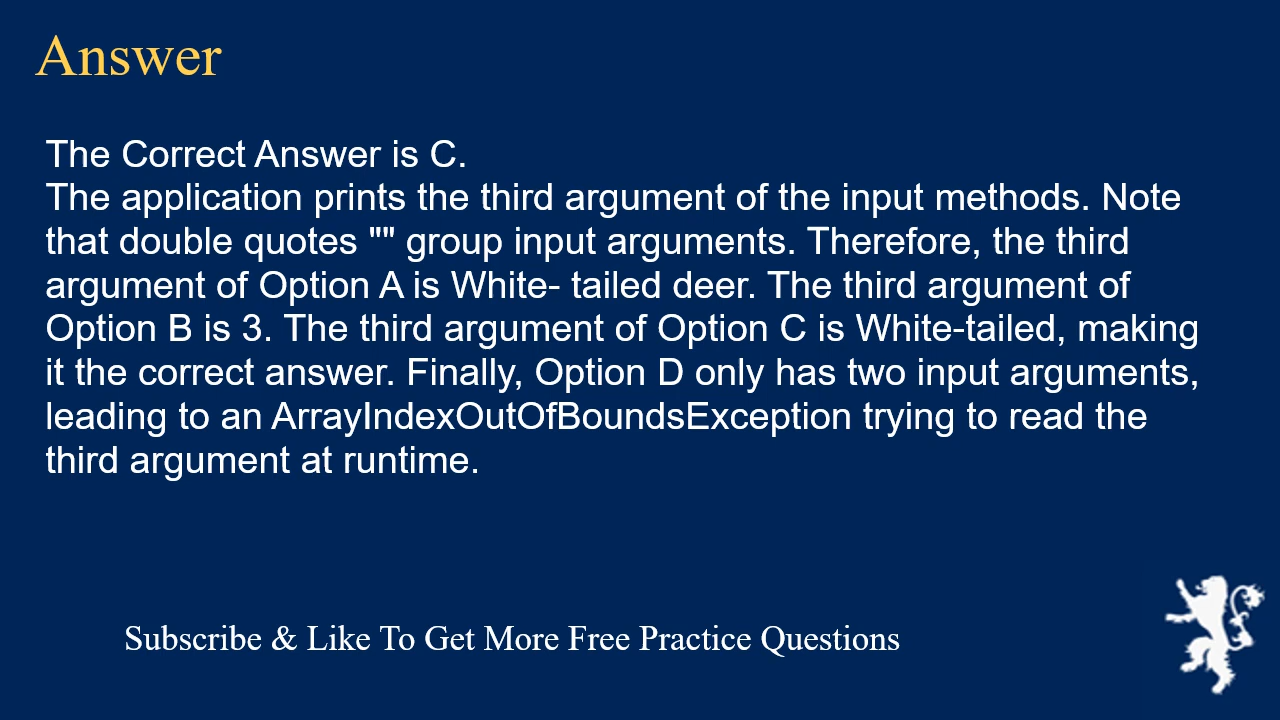 Answer
The Correct Answer is C.
The application prints the third argument of the input methods. Note
that double quotes "" group input arguments. Therefore, the third
argument of Option A is White- tailed deer. The third argument of
Option B is 3. The third argument of Option C is White-tailed, making
it the correct answer. Finally, Option D only has two input arguments,
leading to an ArrayIndexOutOfBoundsException trying to read the
third argument at runtime.
Subscribe & Like To Get More Free Practice Questions